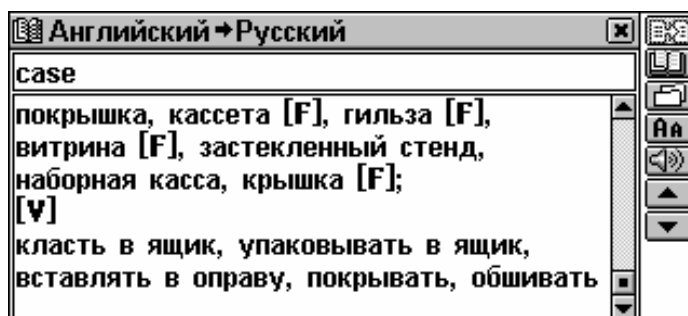 Английский→Русский
case
покрышка, кассета [F], гильза [F],
витрина [F], застекленный стенд,
наборная касса, крышка [F];
[V]
класть в ящик, упаковывать в ящик,
вставлять в оправу, покрывать, обшивать
AA